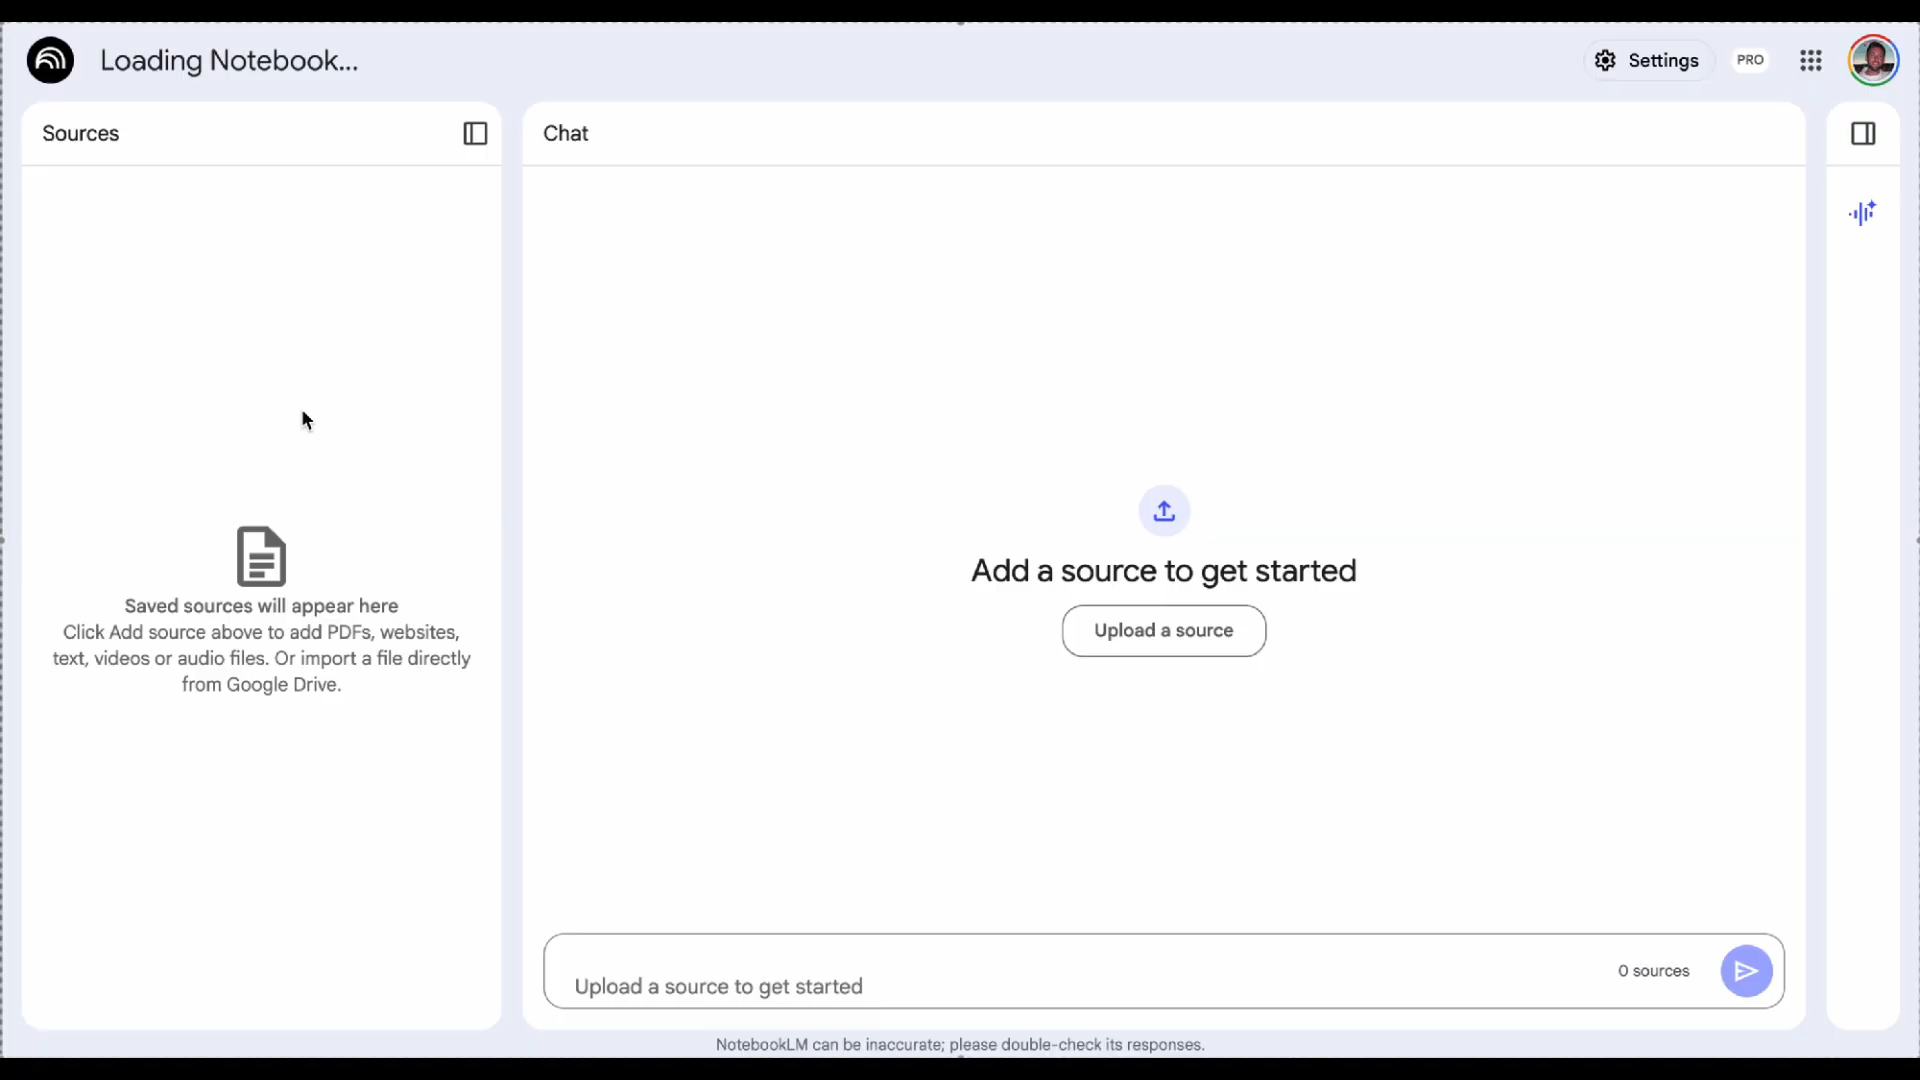 Loading Notebook...
Settings
PRO
Sources
Chat
Add a source to get started
Upload a source
Saved sources will appear here
Click Add source above to add PDFs, websites,
text, videos or audio files. Or import a file directly
from Google Drive.
Upload a source to get started
0 sources
NotebookLM can be inaccurate; please double-check its responses.